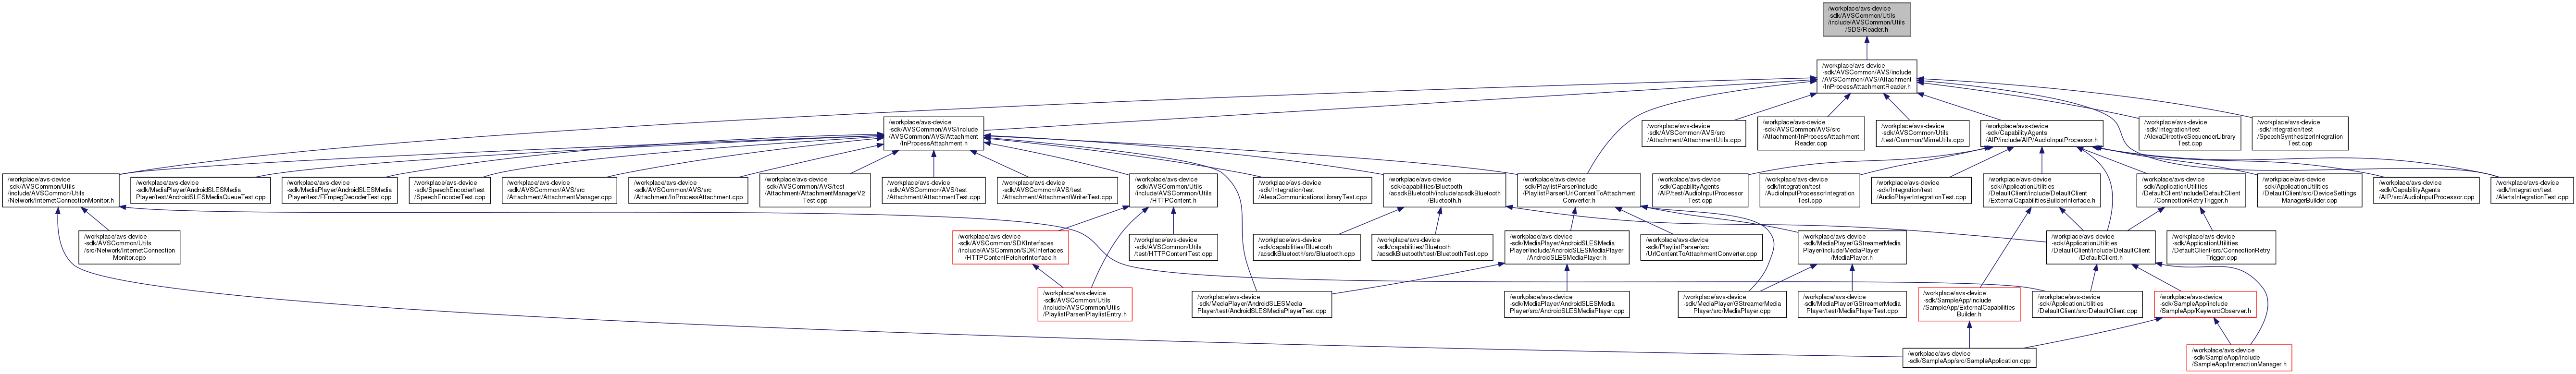 /workplace/avs-device
-sdk/AVSCommon/Utils
/include/AVSCommon/Utils
/SDS/Reader.h
/workplace/avs-device
-sdk/AVSCommon/AVS/include
/AVSCommon/AVS/Attachment
/InProcessAttachmentReader.h
/workplace/avs-device
-sdk/AVSCommon/AVS/include
/AVSCommon/AVS/Attachment
/InProcessAttachment.h
/workplace/avs-device
-sdk/AVSCommon/AVS/src
/Attachment/AttachmentUtils.cpp
/workplace/avs-device
-sdk/AVSCommon/AVS/src
/Attachment/InProcessAttachment
Reader.cpp
/workplace/avs-device
-sdk/AVSCommon/Utils
/test/Common/MimeUtils.cpp
/workplace/avs-device
-sdk/CapabilityAgents
/AIP/include/AIP/AudioInputProcessor.h
/workplace/avs-device
-sdk/Integration/test
/AlexaDirectiveSequencerLibrary
Test.cpp
/workplace/avs-device
-sdk/Integration/test
/SpeechSynthesizerIntegration
Test.cpp
/workplace/avs-device
-sdk/AVSCommon/Utils
/include/AVSCommon/Utils
/Network/InternetConnectionMonitor.h
/workplace/avs-device
-sdk/MediaPlayer/AndroidSLESMedia
Player/test/AndroidSLESMediaQueueTest.cpp
/workplace/avs-device
-sdk/MediaPlayer/AndroidSLESMedia
Player/test/FFmpegDecoderTest.cpp
/workplace/avs-device
-sdk/SpeechEncoder/test
/SpeechEncoderTest.cpp
/workplace/avs-device
-sdk/AVSCommon/AVS/src
/Attachment/AttachmentManager.cpp
/workplace/avs-device
-sdk/AVSCommon/AVS/src
/Attachment/InProcessAttachment.cpp
/workplace/avs-device
-sdk/AVSCommon/AVS/test
/Attachment/AttachmentManagerV2
Test.cpp
/workplace/avs-device
-sdk/AVSCommon/AVS/test
/Attachment/AttachmentTest.cpp
/workplace/avs-device
-sdk/AVSCommon/AVS/test
/Attachment/AttachmentWriterTest.cpp
/workplace/avs-device
-sdk/AVSCommon/Utils
/include/AVSCommon/Utils
/HTTPContent.h
/workplace/avs-device
-sdk/Integration/test
/AlexaCommunicationsLibraryTest.cpp
/workplace/avs-device
-sdk/capabilities/Bluetooth
/acsdkBluetooth/include/acsdkBluetooth
/Bluetooth.h
/workplace/avs-device
-sdk/PlaylistParser/include
/PlaylistParser/UrlContentToAttachment
Converter.h
/workplace/avs-device
-sdk/CapabilityAgents
/AIP/test/AudioInputProcessor
Test.cpp
/workplace/avs-device
-sdk/Integration/test
/AudioInputProcessorIntegration
Test.cpp
/workplace/avs-device
-sdk/Integration/test
/AudioPlayerIntegrationTest.cpp
/workplace/avs-device
-sdk/ApplicationUtilities
/DefaultClient/include/DefaultClient
/ExternalCapabilitiesBuilderInterface.h
/workplace/avs-device
-sdk/ApplicationUtilities
/DefaultClient/include/DefaultClient
/ConnectionRetryTrigger.h
/workplace/avs-device
-sdk/ApplicationUtilities
/DefaultClient/src/DeviceSettings
ManagerBuilder.cpp
/workplace/avs-device
-sdk/CapabilityAgents
/AIP/src/AudioInputProcessor.cpp
/workplace/avs-device
-sdk/Integration/test
/AlertsIntegrationTest.cpp
/workplace/avs-device
-sdk/AVSCommon/Utils
/src/Network/InternetConnection
Monitor.cpp
/workplace/avs-device
-sdk/AVSCommon/SDKInterfaces
/include/AVSCommon/SDKInterfaces
/HTTPContentFetcherInterface.h
/workplace/avs-device
-sdk/AVSCommon/Utils
/test/HTTPContentTest.cpp
/workplace/avs-device
-sdk/capabilities/Bluetooth
/acsdkBluetooth/src/Bluetooth.cpp
/workplace/avs-device
-sdk/capabilities/Bluetooth
/acsdkBluetooth/test/BluetoothTest.cpp
/workplace/avs-device
-sdk/MediaPlayer/AndroidSLESMedia
Player/include/AndroidSLESMediaPlayer
/AndroidSLESMediaPlayer.h
/workplace/avs-device
-sdk/PlaylistParser/src
/UrlContentToAttachmentConverter.cpp
/workplace/avs-device
-sdk/MediaPlayer/GStreamerMedia
Player/include/MediaPlayer
/MediaPlayer.h
/workplace/avs-device
-sdk/ApplicationUtilities
/DefaultClient/include/DefaultClient
/DefaultClient.h
/workplace/avs-device
-sdk/ApplicationUtilities
/DefaultClient/src/ConnectionRetry
Trigger.cpp
/workplace/avs-device
-sdk/AVSCommon/Utils
/include/AVSCommon/Utils
/PlaylistParser/PlaylistEntry.h
/workplace/avs-device
-sdk/MediaPlayer/AndroidSLESMedia
Player/test/AndroidSLESMediaPlayerTest.cpp
/workplace/avs-device
-sdk/MediaPlayer/AndroidSLESMedia
Player/src/AndroidSLESMediaPlayer.cpp
/workplace/avs-device
-sdk/MediaPlayer/GStreamerMedia
Player/src/MediaPlayer.cpp
/workplace/avs-device
-sdk/MediaPlayer/GStreamerMedia
Player/test/MediaPlayerTest.cpp
/workplace/avs-device
-sdk/SampleApp/include
/SampleApp/ExternalCapabilities
Builder.h
/workplace/avs-device
-sdk/ApplicationUtilities
/DefaultClient/src/DefaultClient.cpp
/workplace/avs-device
-sdk/SampleApp/include
/SampleApp/KeywordObserver.h
/workplace/avs-device
-sdk/SampleApp/src/SampleApplication.cpp
/workplace/avs-device
-sdk/SampleApp/include
/SampleApp/InteractionManager.h